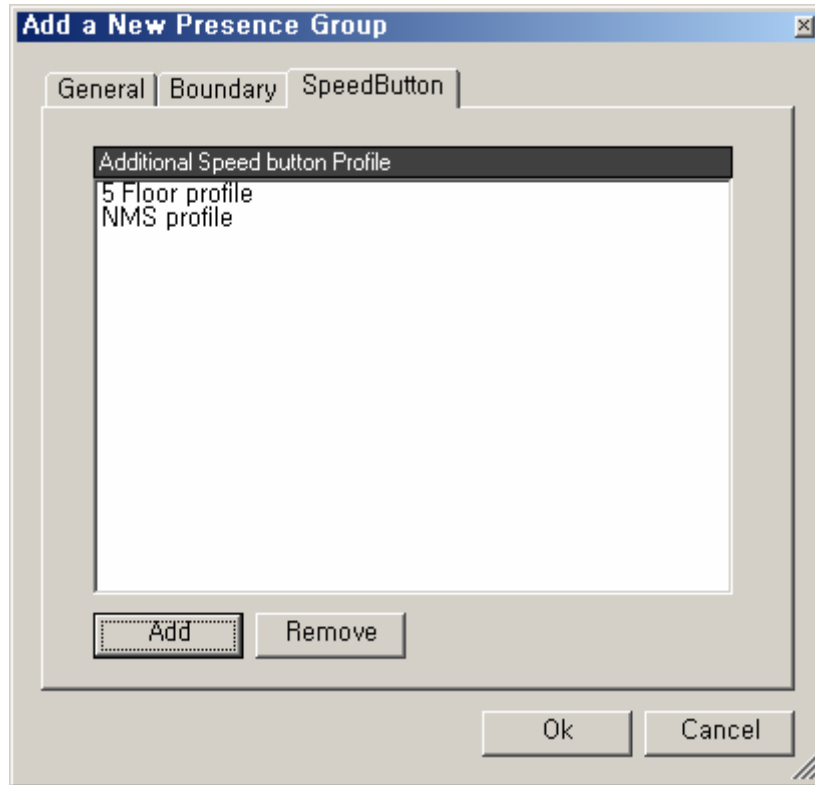 Add a New Presence Group
General Boundary SpeedButton
Additional Speed button Profile
5 Floor profile
NMS profile
Add Remove
Ok Cancel